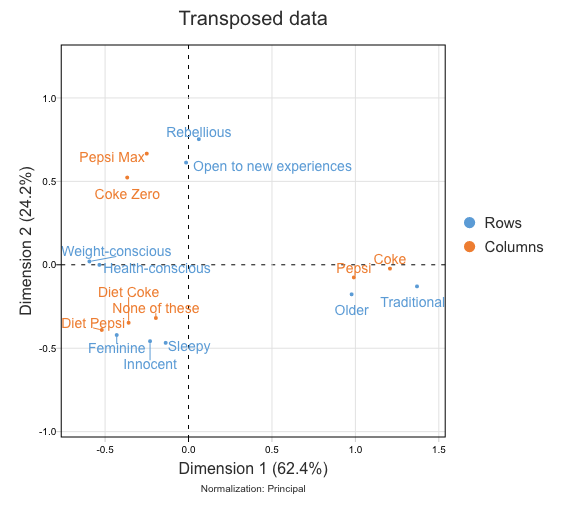 Transposed data
Rebellious
Pepsi Max
Open to new experiences
Coke Zero
Weight-conscious
Health-conscious
Coke
Pepsi
Diet Coke
None of these
Traditional
Older
Diet Pepsi
Feminine
Sleepy
Innocent
1.0
0.5
0.0
-0.5
-1.0
-0.5
0.0
0.5
1.0
1.5
Dimension 2 (24.2%)
Dimension 1 (62.4%)
Normalization: Principal
Rows
Columns